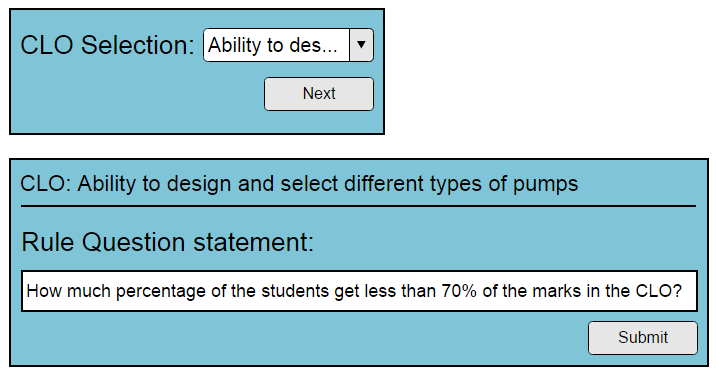 CLO Selection: Ability to des...
Next
CLO: Ability to design and select different types of pumps
Rule Question statement:
How much percentage of the students get less than 70% of the marks in the CLO?
Submit